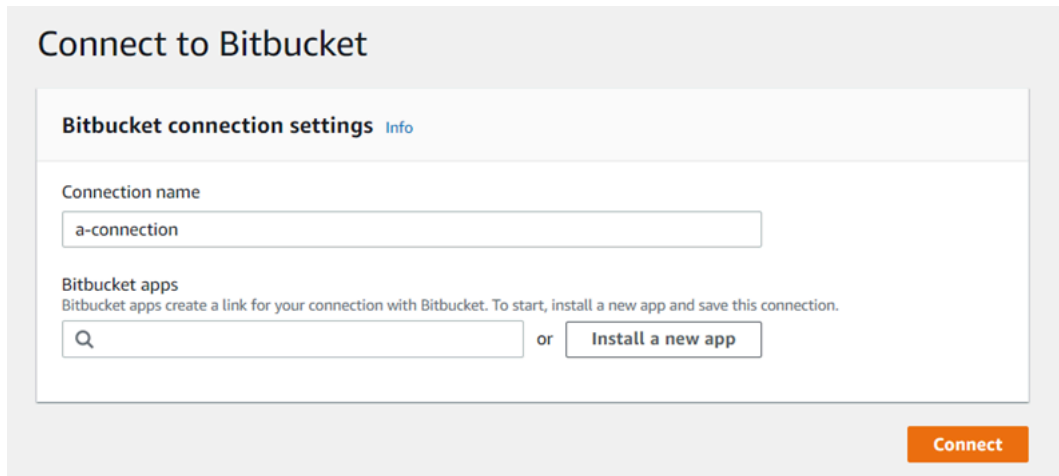 Connect to Bitbucket
Bitbucket connection settings Info
Connection name
a-connection
Bitbucket apps
Bitbucket apps create a link for your connection with Bitbucket. To start, install a new app and save this connection.
or Install a new app
Connect